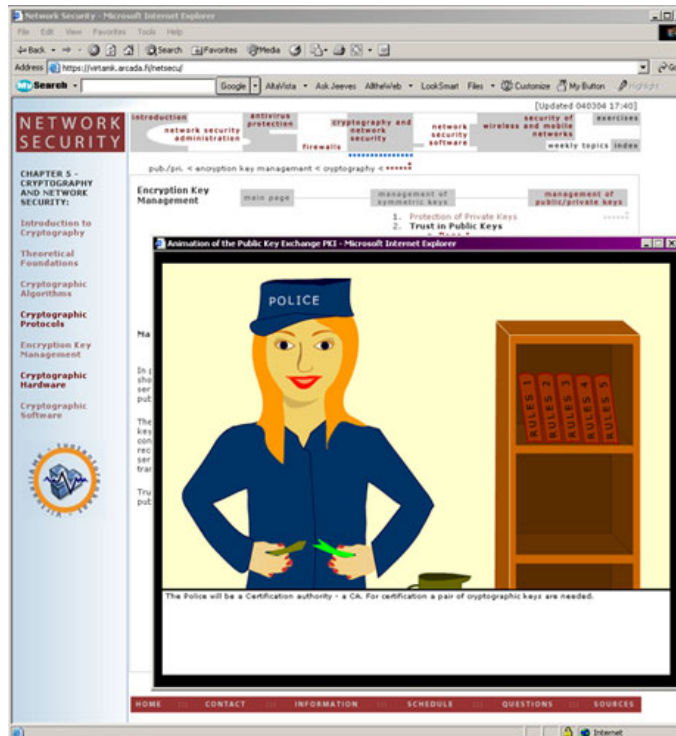 Network Security - Microsoft Internet Explorer
File Edit View Favorites Tools Help
Back Search Favorites Media
Address https://virtamk.arcada.fi/netsecu/ Go
My Search Google AltaVista Ask Jeeves AlltheWeb LookSmart Files Customize My Button Highlight
[Updated 040304 17:40]
NETWORK SECURITY
introduction
network security administration
antivirus protection
firewalls
cryptography and network security
network security software
security of wireless and mobile networks
exercises
weekly topics index
pub./pri. < encryption key management < cryptography <
CHAPTER 5 -
CRYPTOGRAPHY
AND NETWORK
SECURITY:
Introduction to
Cryptography
Theoretical
Foundations
Cryptographic
Algorithms
Cryptographic
Protocols
Encryption Key
Management
Cryptographic
Hardware
Cryptographic
Software
Encryption Key
Management
main page
management of
symmetric keys
management of
public/private keys
1. Protection of Private Keys
2. Trust in Public Keys
Animation of the Public Key Exchange PKI - Microsoft Internet Explorer
POLICE
RULES 1
RULES 2
RULES 3
RULES 4
RULES 5
The Police will be a Certification authority - a CA. For certification a pair of cryptographic keys are needed.
HOME ::: CONTACT ::: INFORMATION ::: SCHEDULE ::: QUESTIONS ::: SOURCES
Internet